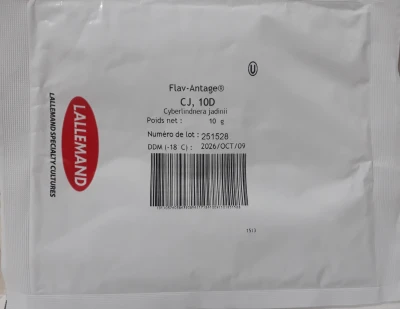 Flav-Antage®
CJ, 10D
Cyberlindnera jadinii
Poids net : 10 g
Numéro de lot : 251528
DDM (-18 C) : 2026/OCT/09
LALLEMAND
LALLEMAND SPECIALTY CULTURES
U